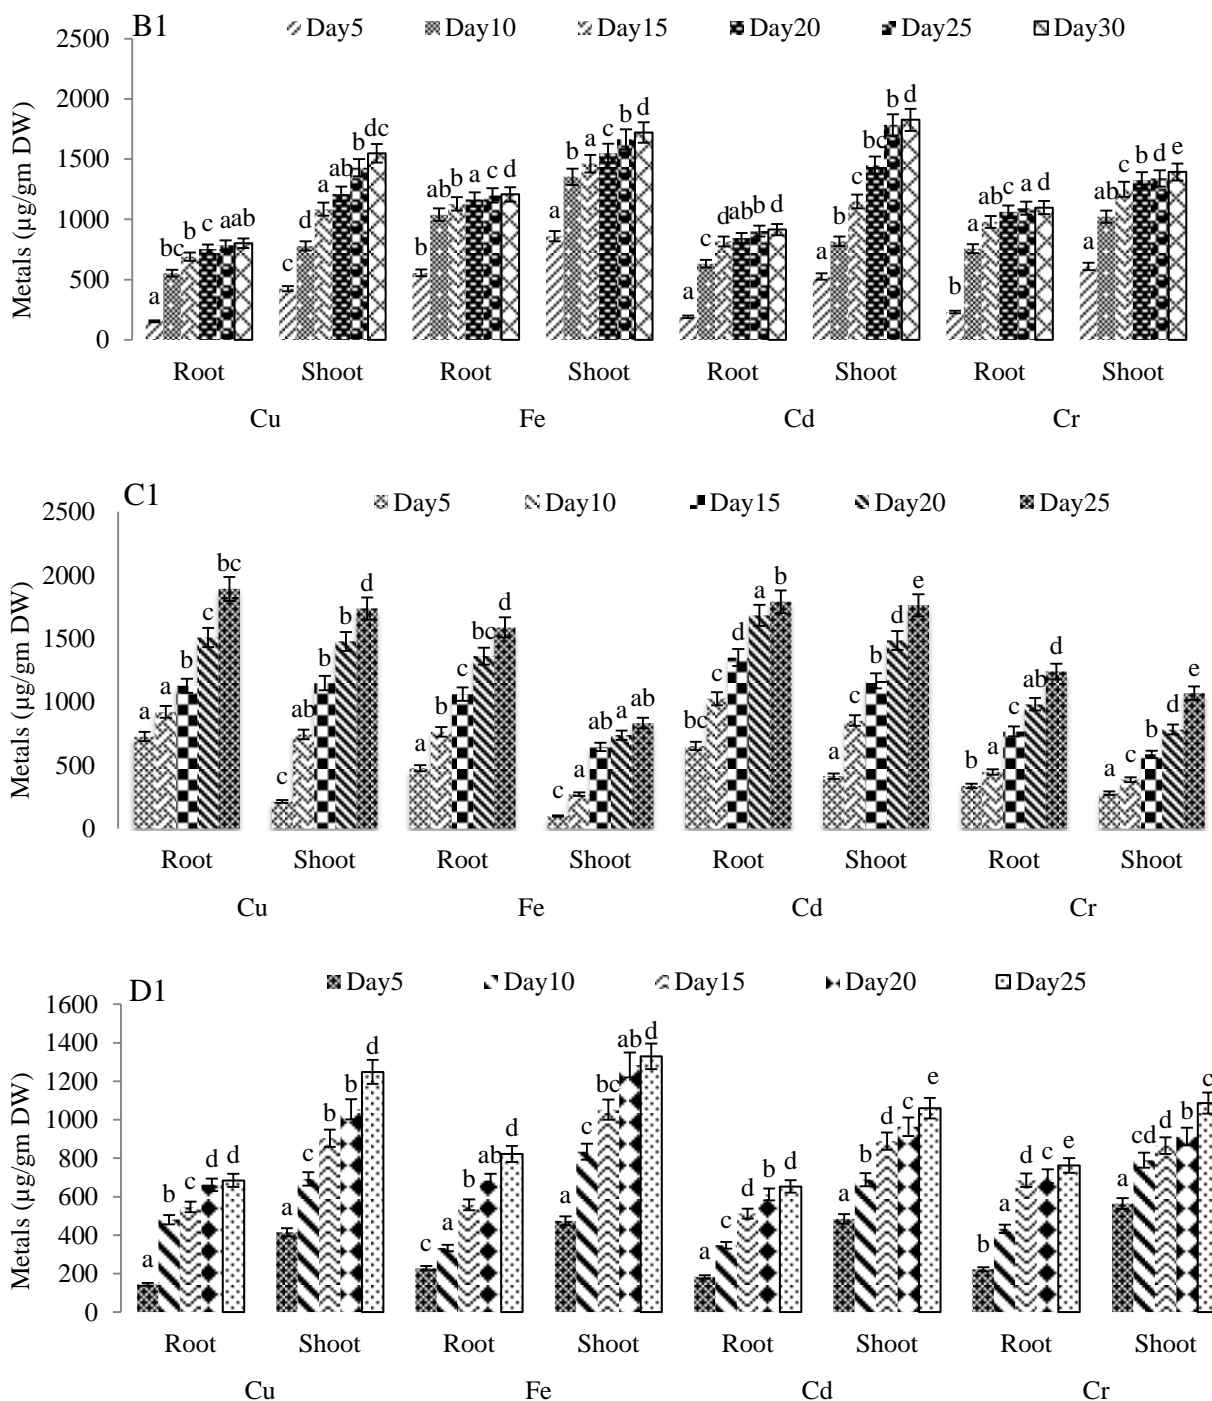 B1
Day5 Day10 Day15 Day20 Day25 Day30
Metals (µg/gm DW)
2500
2000
1500
1000
500
0
a bc b c a ab
c d a ab b dc
b ab b a c d
a b a c b d
a c d ab b d
a b c bc b d
b a ab c a d
a ab c b d e
Root Shoot Root Shoot Root Shoot Root Shoot
Cu Fe Cd Cr
C1
Day5 Day10 Day15 Day20 Day25
Metals (µg/gm DW)
2500
2000
1500
1000
500
0
a a b c bc
c ab b b d
a b c bc d
c a ab a ab
bc c d a b
a c b d e
b a c ab d
a c b d e
Root Shoot Root Shoot Root Shoot Root Shoot
Cu Fe Cd Cr
D1
Day5 Day10 Day15 Day20 Day25
Metals (µg/gm DW)
1600
1400
1200
1000
800
600
400
200
0
a b c d d
a c b b d
c a b ab d
a c bc ab d
a c d b d
a b d c e
b a d c e
a cd d b c
Root Shoot Root Shoot Root Shoot Root Shoot
Cu Fe Cd Cr